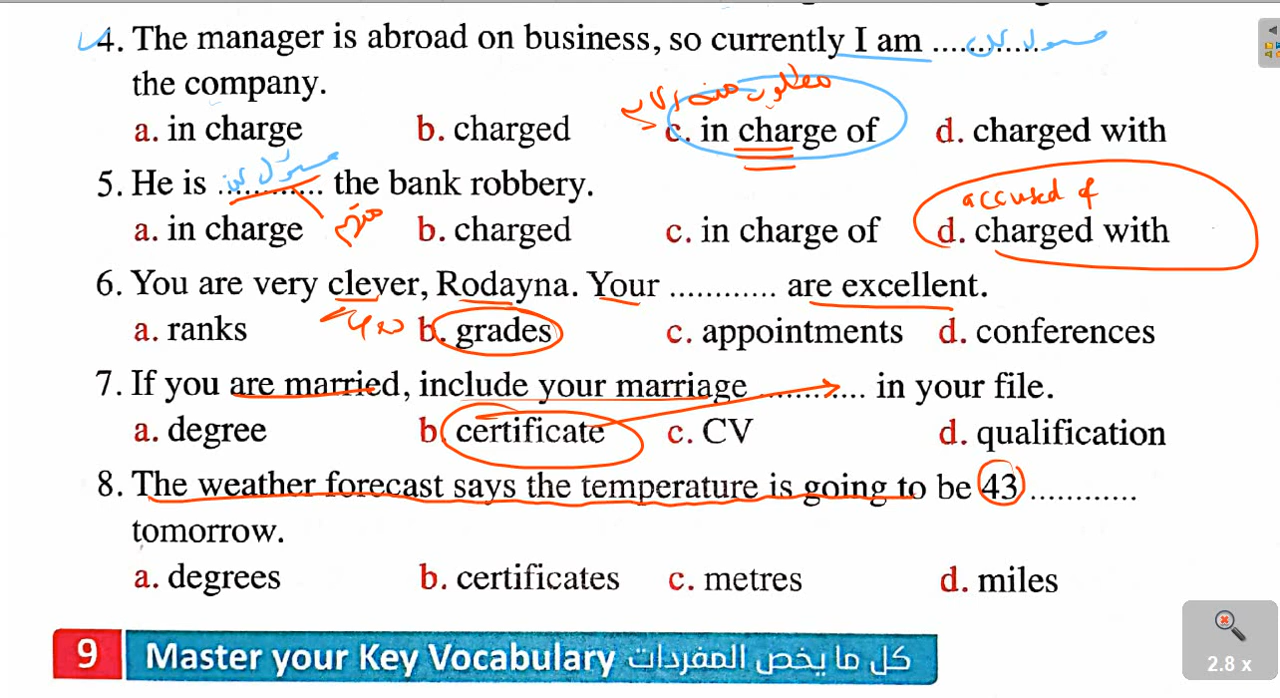 4. The manager is abroad on business, so currently I am ............ مسئول عن
the company.
a. in charge b. charged c. in charge of d. charged with
5. He is ............ the bank robbery.
متهم
accused of
a. in charge b. charged c. in charge of d. charged with
6. You are very clever, Rodayna. Your ............ are excellent.
a. ranks b. grades c. appointments d. conferences
7. If you are married, include your marriage ............ in your file.
a. degree b. certificate c. CV d. qualification
8. The weather forecast says the temperature is going to be 43 ............
tomorrow.
a. degrees b. certificates c. metres d. miles
9 Master your Key Vocabulary كل ما يخص المفردات
2.8 x